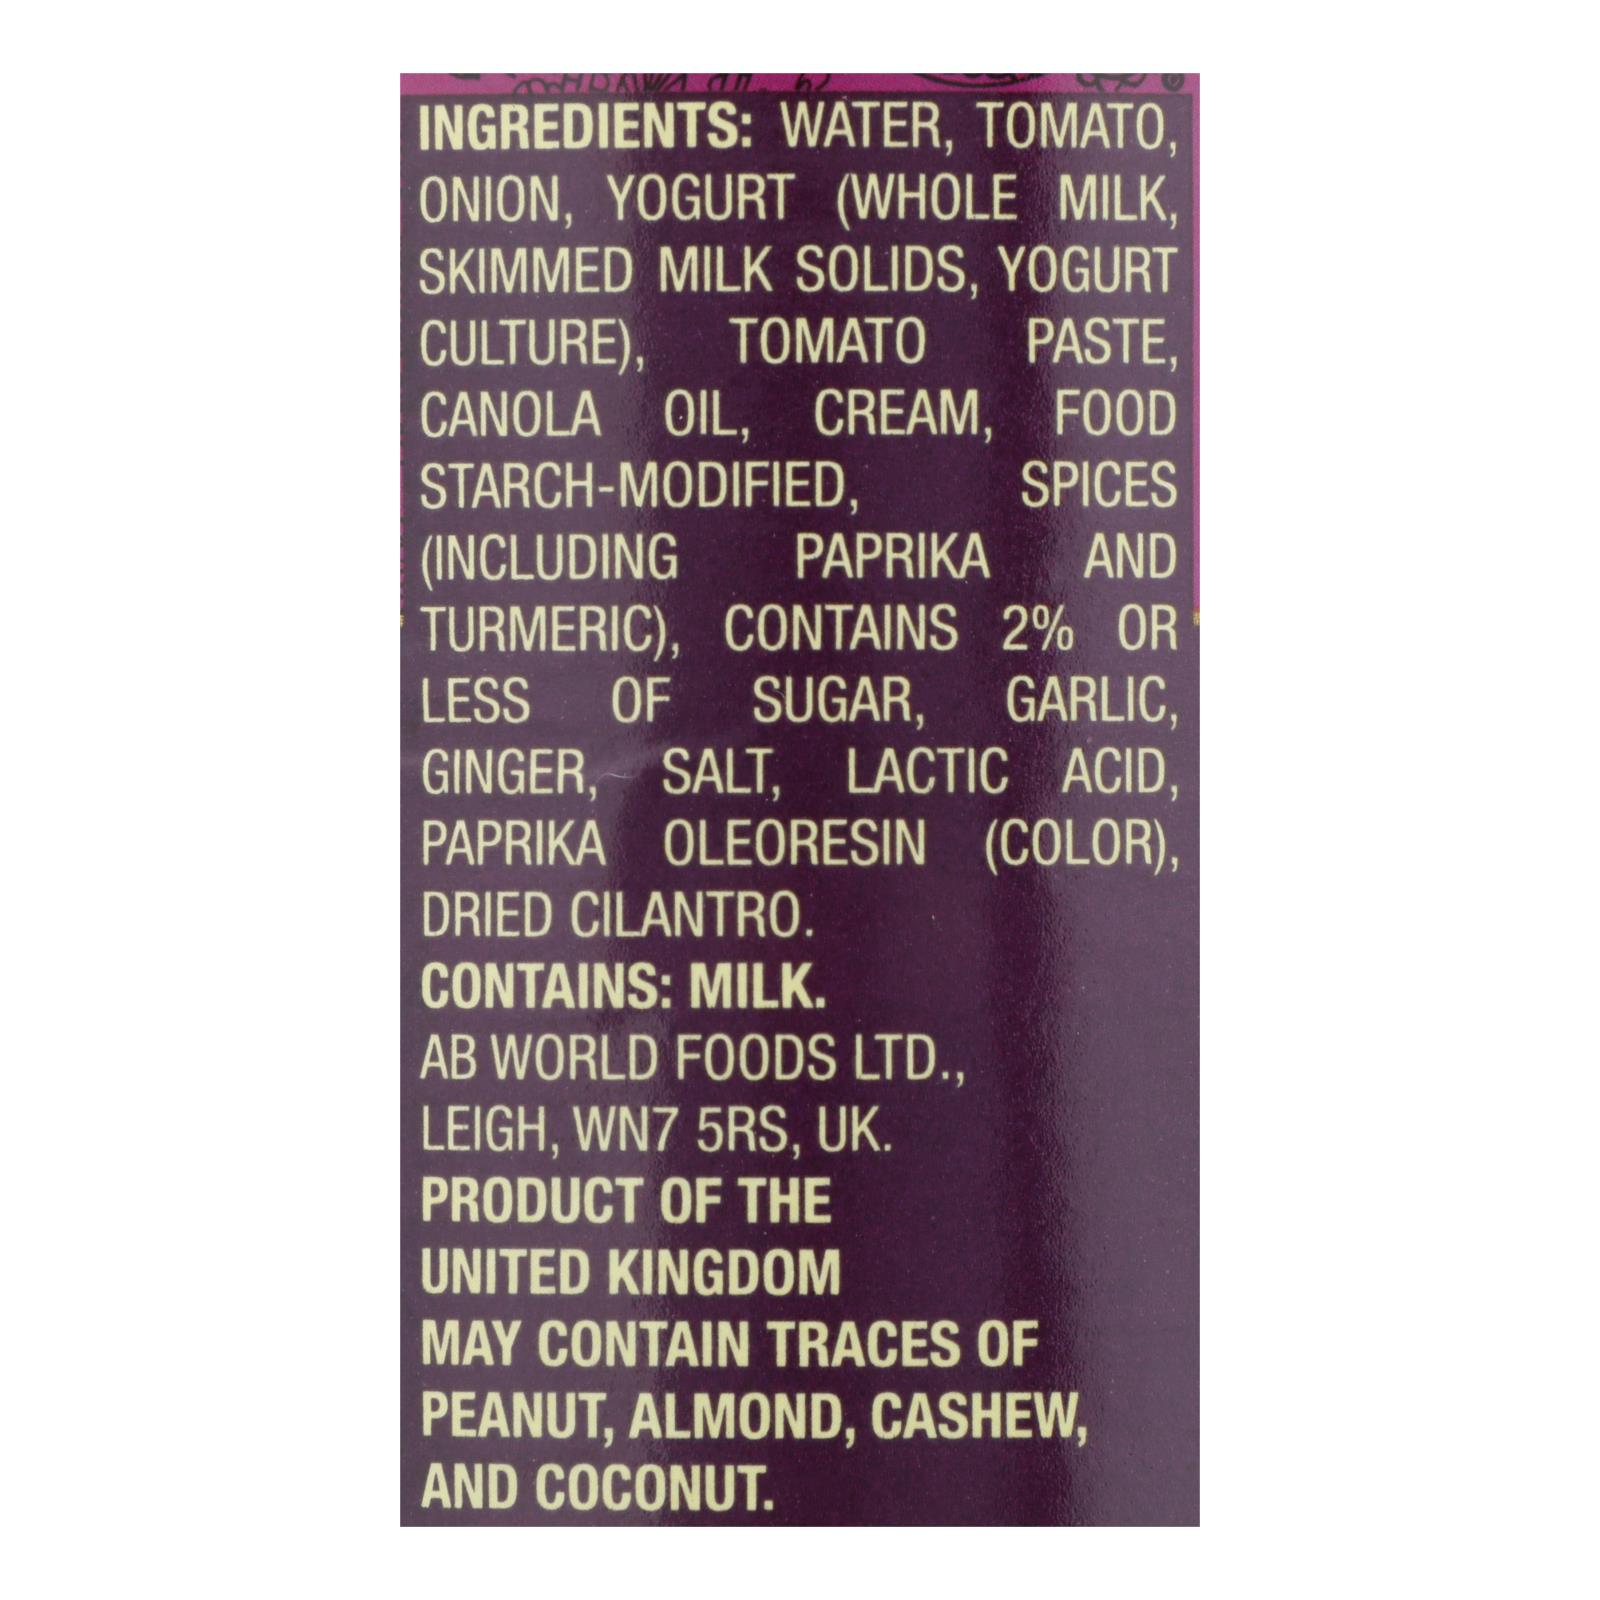 INGREDIENTS: WATER, TOMATO,
ONION, YOGURT (WHOLE MILK,
SKIMMED MILK SOLIDS, YOGURT
CULTURE), TOMATO PASTE,
CANOLA OIL, CREAM, FOOD
STARCH-MODIFIED, SPICES
(INCLUDING PAPRIKA AND
TURMERIC), CONTAINS 2% OR
LESS OF SUGAR, GARLIC,
GINGER, SALT, LACTIC ACID,
PAPRIKA OLEORESIN (COLOR),
DRIED CILANTRO.
CONTAINS: MILK.
AB WORLD FOODS LTD.,
LEIGH, WN7 5RS, UK.
PRODUCT OF THE
UNITED KINGDOM
MAY CONTAIN TRACES OF
PEANUT, ALMOND, CASHEW,
AND COCONUT.